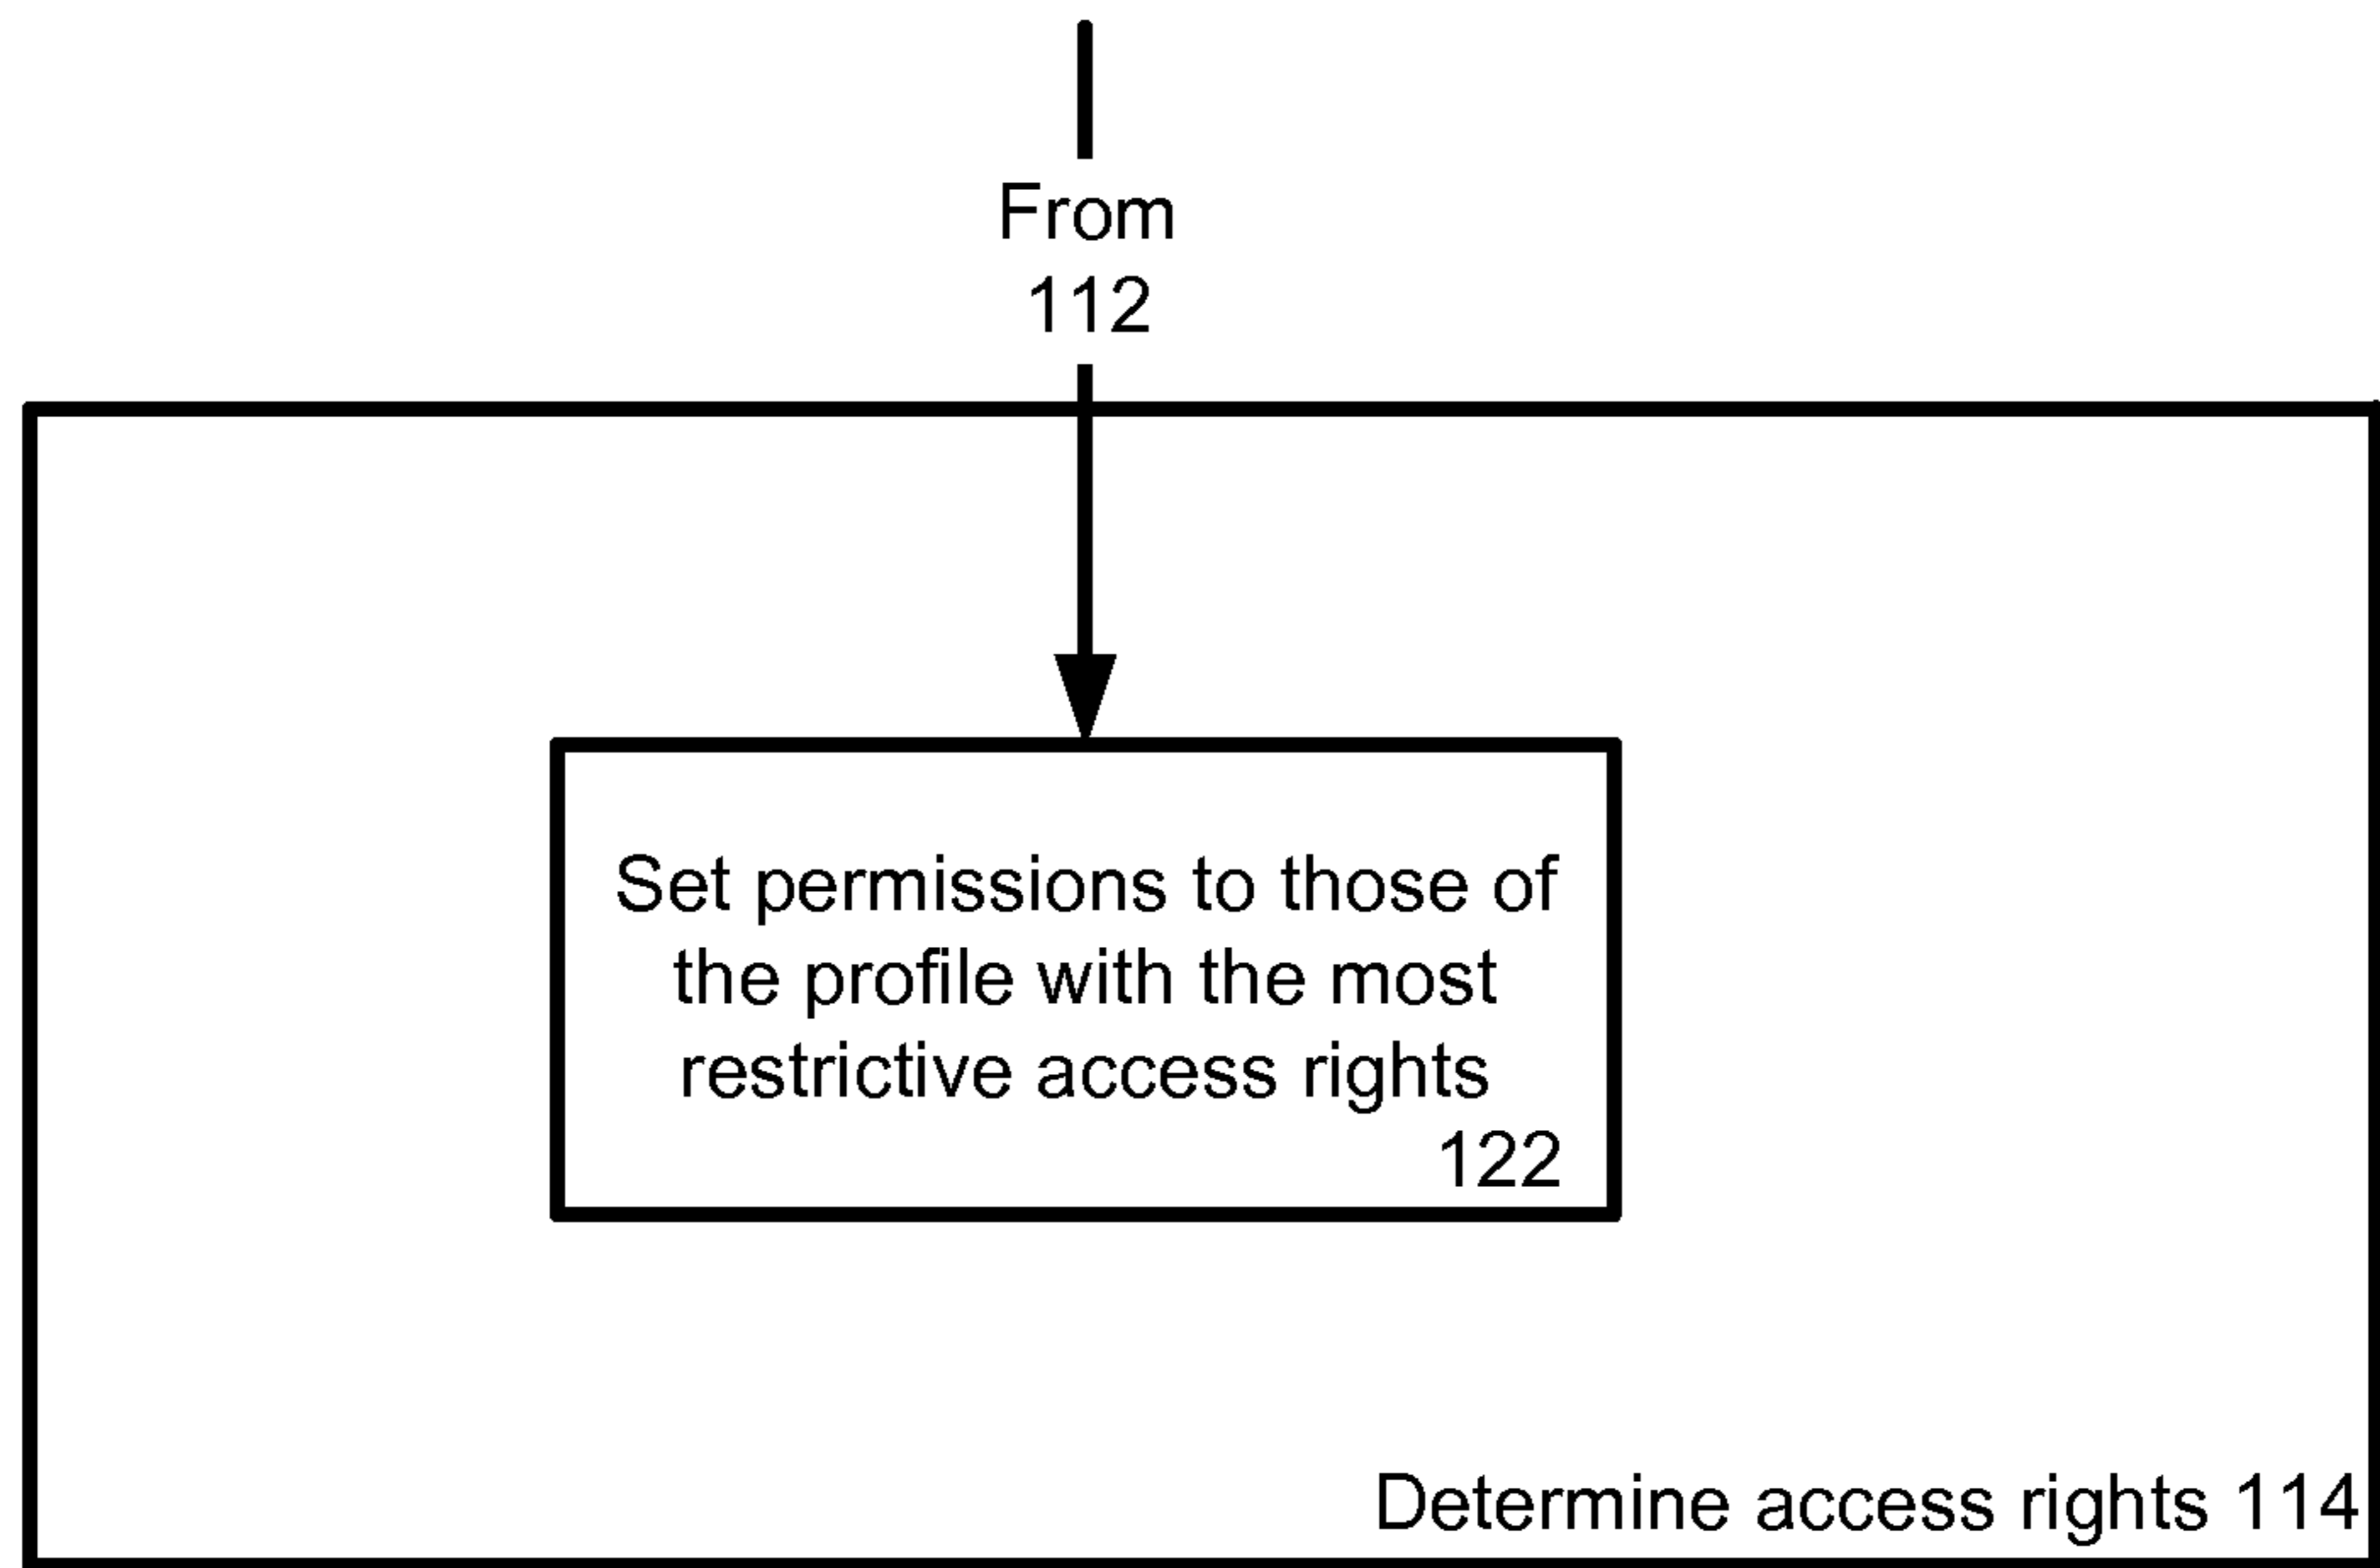 From
112
Set permissions to those of
the profile with the most
restrictive access rights
122
Determine access rights 114